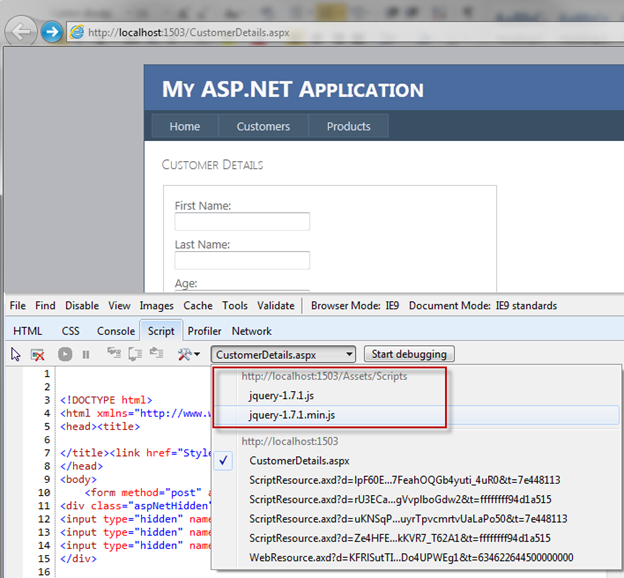 http://localhost:1503/CustomerDetails.aspx
My ASP.NET Application
Home Customers Products
Customer Details
First Name:
Last Name:
Age:
File Find Disable View Images Cache Tools Validate Browser Mode: IE9 Document Mode: IE9 standards
HTML CSS Console Script Profiler Network
CustomerDetails.aspx Start debugging
http://localhost:1503/Assets/Scripts
jquery-1.7.1.js
jquery-1.7.1.min.js
http://localhost:1503
CustomerDetails.aspx
ScriptResource.axd?d=IpF60E...7FeahOQGb4yuti_4uR0&t=7e448113
ScriptResource.axd?d=rU3ECa...gVvpIboGdw2&t=ffffffff94d1a515
ScriptResource.axd?d=uKNSqP...uyrTpvcmrtvUaLaPo50&t=7e448113
ScriptResource.axd?d=Ze4HFE...kKVR7_T62A1&t=ffffffff94d1a515
WebResource.axd?d=KFRlSutTl...Do4UPWEg1&t=634622644500000000
1
2
3 <!DOCTYPE html>
4 <html xmlns="http://www.w
5 <head><title>
6
7 </title><link href="Style
8 </head>
9 <body>
10 <form method="post" a
11 <div class="aspNetHidden"
12 <input type="hidden" name
13 <input type="hidden" name
14 <input type="hidden" name
15 </div>
16